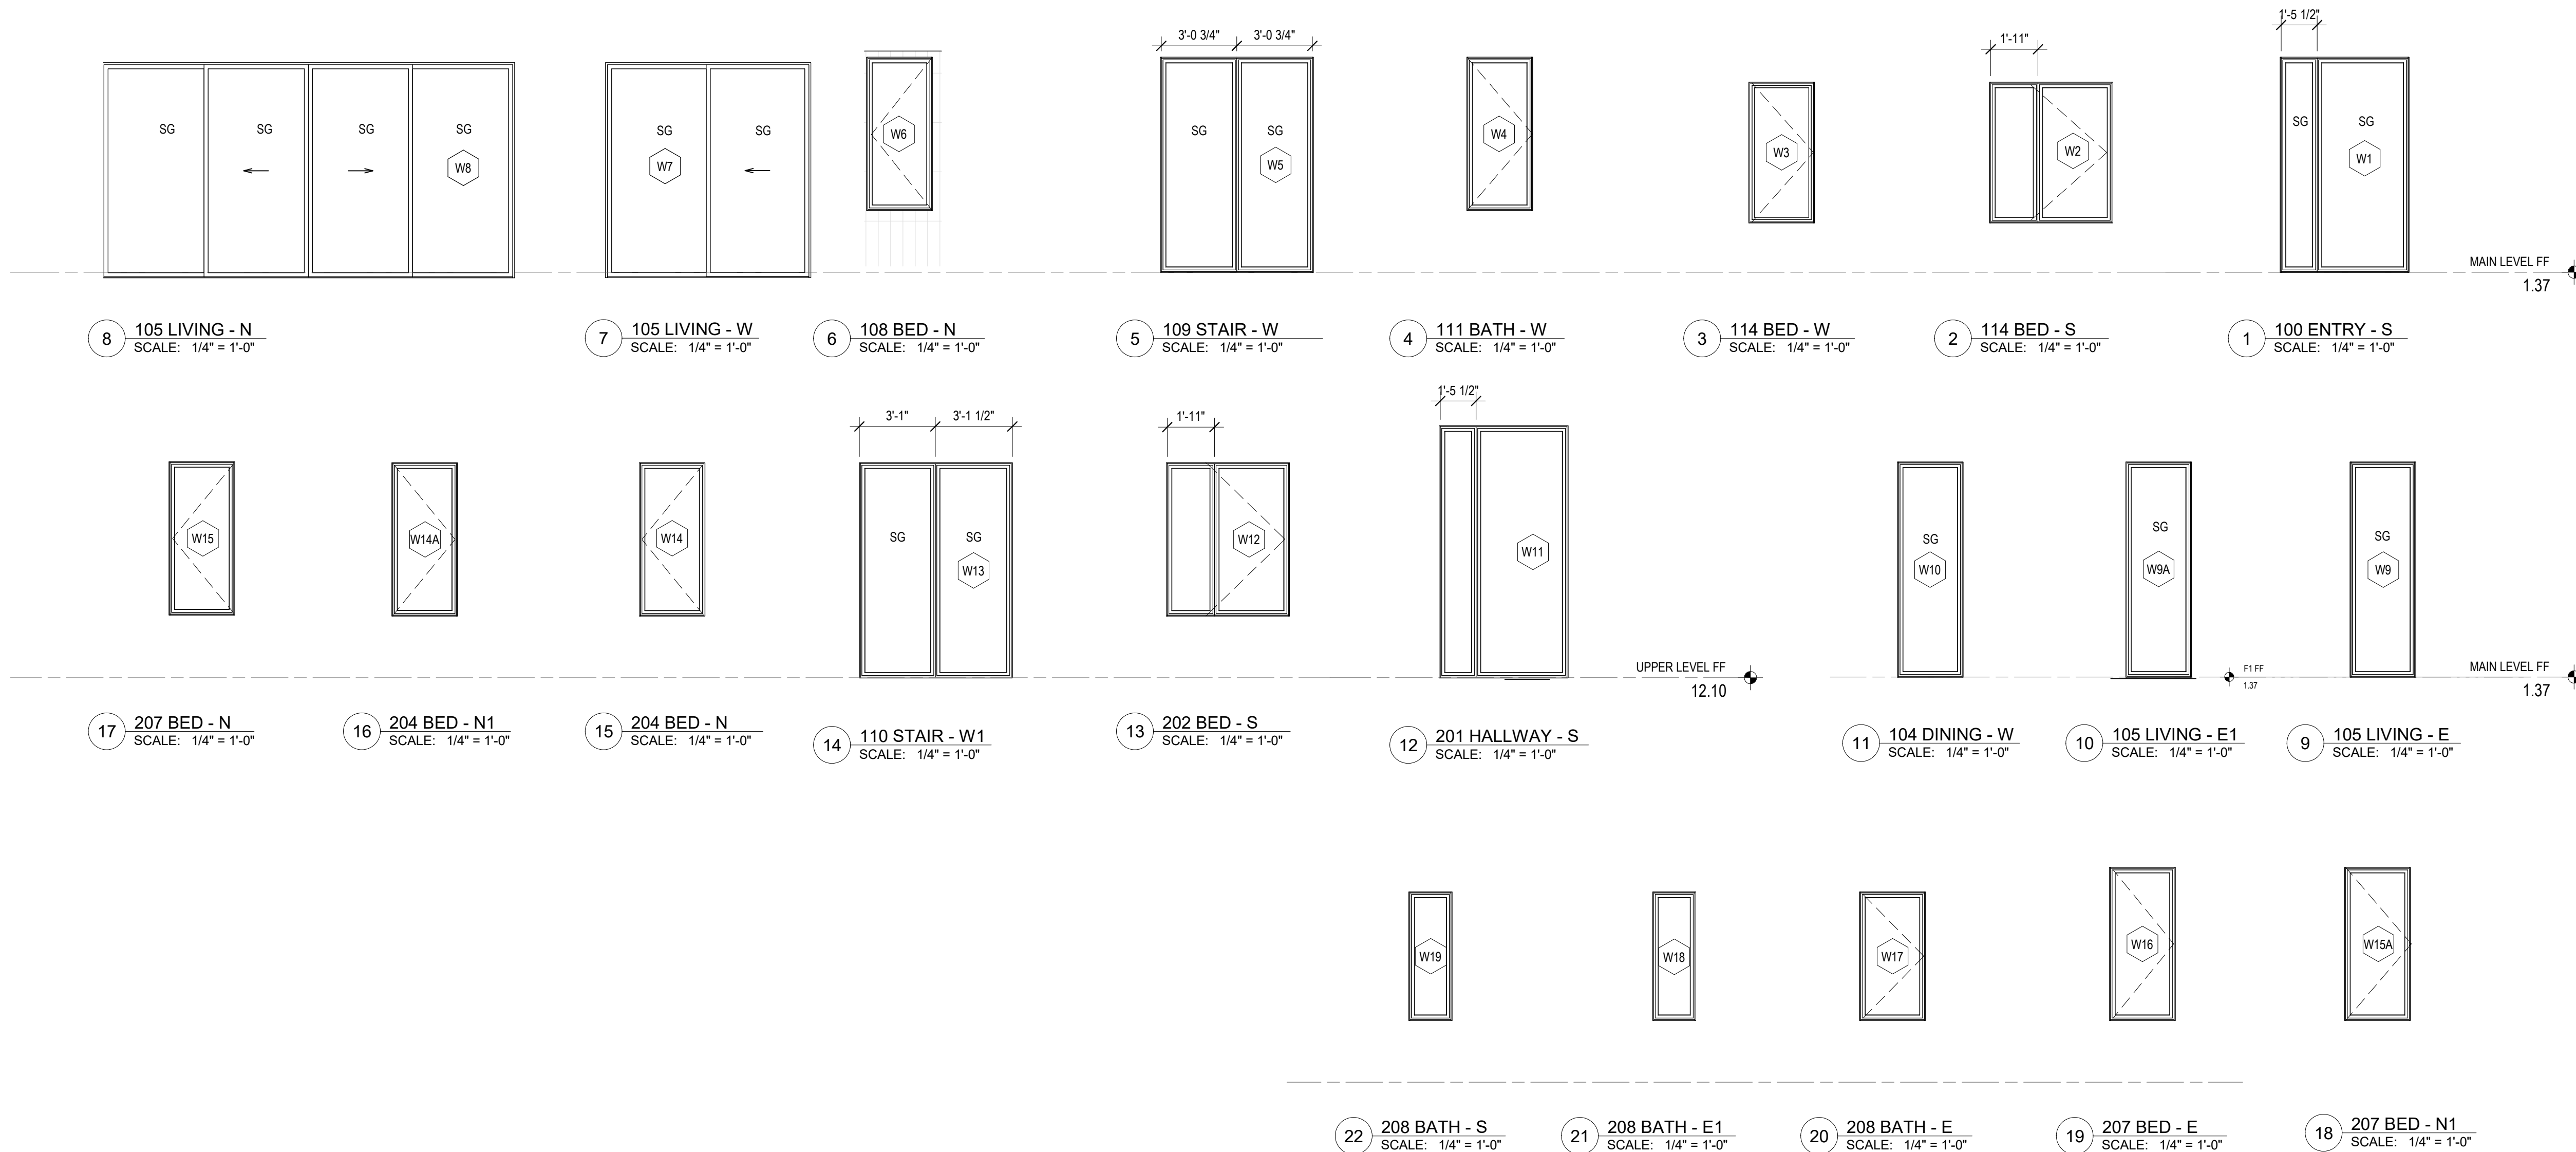 1'-5 1/2"
3'-0 3/4" 3'-0 3/4"
1'-11"
SG SG SG SG
W8
SG SG
W7
W6
SG SG
W5
W4
W3
W2
SG SG
W1
MAIN LEVEL FF
1.37
8 105 LIVING - N
SCALE: 1/4" = 1'-0"
7 105 LIVING - W
SCALE: 1/4" = 1'-0"
6 108 BED - N
SCALE: 1/4" = 1'-0"
5 109 STAIR - W
SCALE: 1/4" = 1'-0"
4 111 BATH - W
SCALE: 1/4" = 1'-0"
3 114 BED - W
SCALE: 1/4" = 1'-0"
2 114 BED - S
SCALE: 1/4" = 1'-0"
1 100 ENTRY - S
SCALE: 1/4" = 1'-0"
3'-1" 3'-1 1/2"
1'-11"
1'-5 1/2"
W15
W14A
W14
SG SG
W13
W12
W11
SG
W10
SG
W9A
SG
W9
UPPER LEVEL FF
12.10
F1 FF
1.37
MAIN LEVEL FF
1.37
17 207 BED - N
SCALE: 1/4" = 1'-0"
16 204 BED - N1
SCALE: 1/4" = 1'-0"
15 204 BED - N
SCALE: 1/4" = 1'-0"
14 110 STAIR - W1
SCALE: 1/4" = 1'-0"
13 202 BED - S
SCALE: 1/4" = 1'-0"
12 201 HALLWAY - S
SCALE: 1/4" = 1'-0"
11 104 DINING - W
SCALE: 1/4" = 1'-0"
10 105 LIVING - E1
SCALE: 1/4" = 1'-0"
9 105 LIVING - E
SCALE: 1/4" = 1'-0"
W19
W18
W17
W16
W15A
22 208 BATH - S
SCALE: 1/4" = 1'-0"
21 208 BATH - E1
SCALE: 1/4" = 1'-0"
20 208 BATH - E
SCALE: 1/4" = 1'-0"
19 207 BED - E
SCALE: 1/4" = 1'-0"
18 207 BED - N1
SCALE: 1/4" = 1'-0"